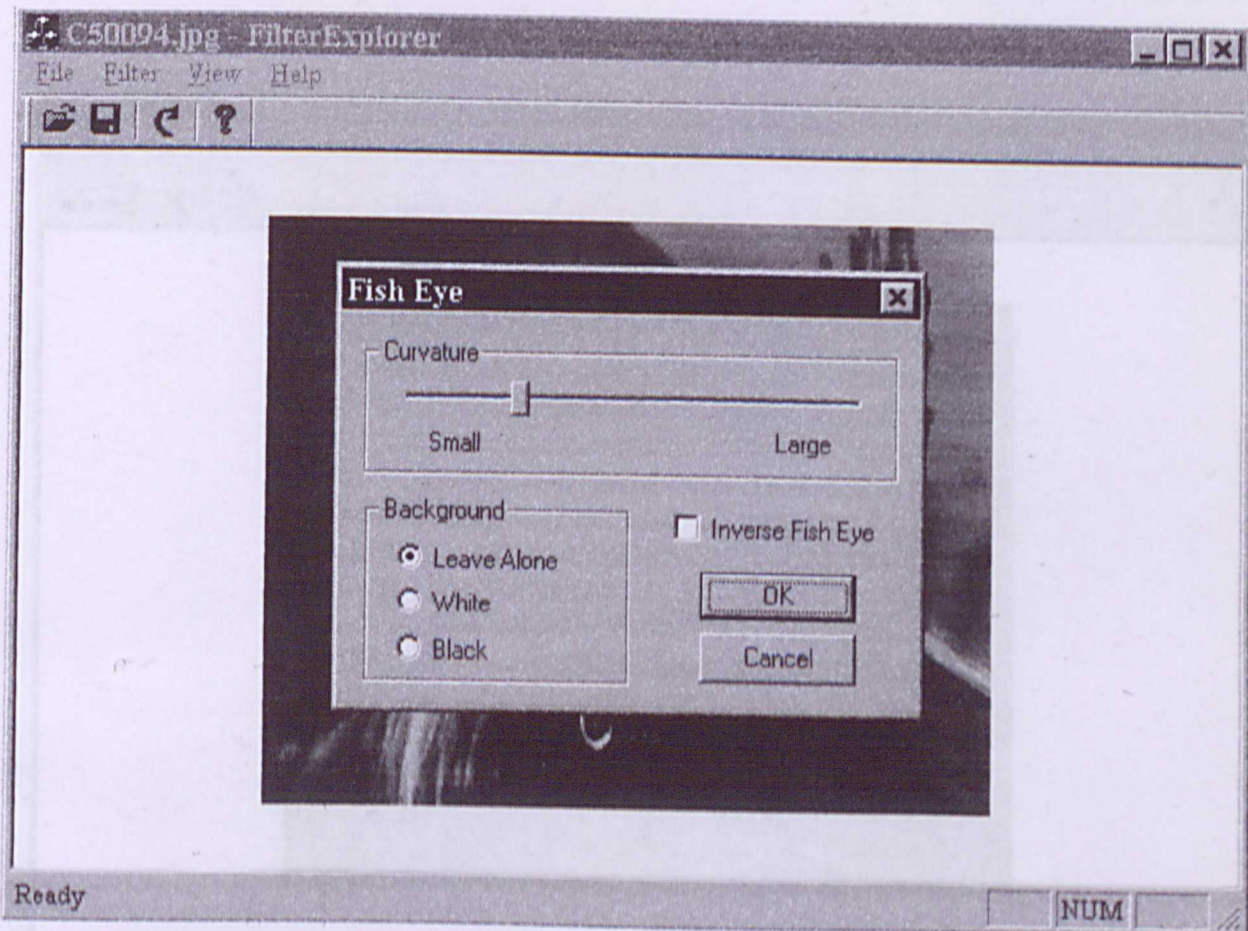 C50094.jpg - FilterExplorer
File Filter View Help
Fish Eye
Curvature
Small Large
Background
Inverse Fish Eye
Leave Alone
White
Black
OK
Cancel
Ready
NUM